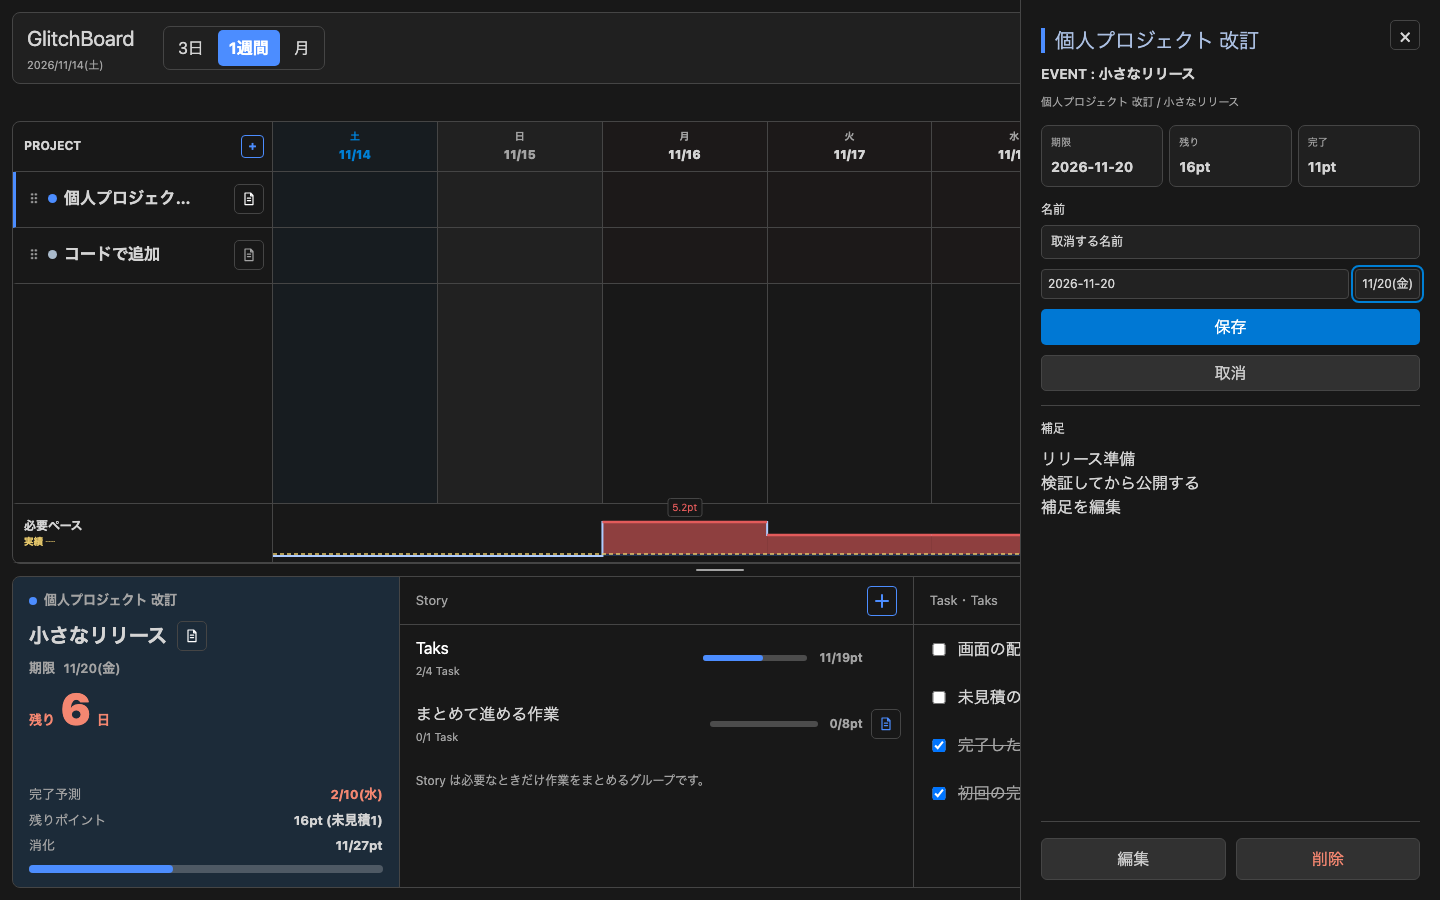 GlitchBoard
2026/11/14(土)
3日 1週間 月
PROJECT
+
土 11/14
日 11/15
月 11/16
火 11/17
水
個人プロジェク...
コードで追加
必要ペース
実績 —
5.2pt
個人プロジェクト 改訂
小さなリリース
期限 11/20(金)
残り 6 日
完了予測 2/10(水)
残りポイント 16pt (未見積1)
消化 11/27pt
Story
+
Taks
2/4 Task
11/19pt
まとめて進める作業
0/1 Task
0/8pt
Story は必要なときだけ作業をまとめるグループです。
Task・Taks
画面の配
未見積の
完了した
初回の完
個人プロジェクト 改訂
×
EVENT : 小さなリリース
個人プロジェクト 改訂 / 小さなリリース
期限 2026-11-20
残り 16pt
完了 11pt
名前
取消する名前
2026-11-20 11/20(金)
保存
取消
補足
リリース準備
検証してから公開する
補足を編集
編集 削除